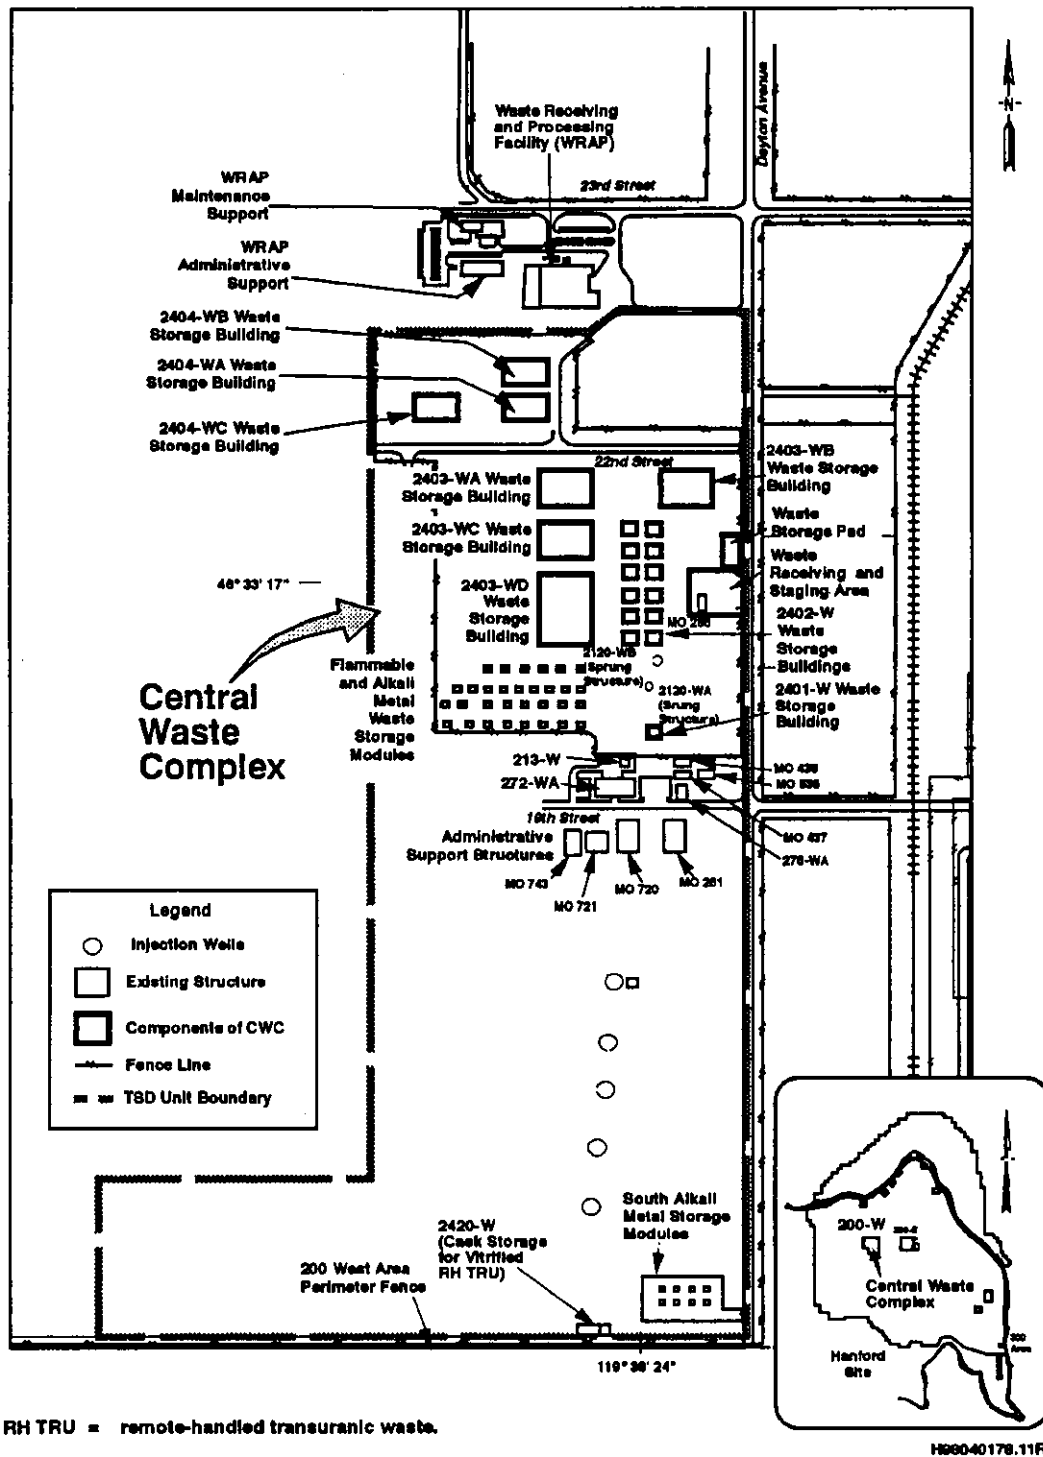 Waste Receiving
and Processing
Facility (WRAP)
Dayton Avenue
-N-
23rd Street
WRAP
Maintenance
Support
WRAP
Administrative
Support
2404-WB Waste
Storage Building
2404-WA Waste
Storage Building
2404-WC Waste
Storage Building
22nd Street
2403-WB
Waste Storage
Building
2403-WA Waste
Storage Building
Waste
Storage Pad
2403-WC Waste
Storage Building
Waste
Receiving and
Staging Area
46° 33' 17"
2403-WD
Waste
Storage
Building
2402-W
Waste
Storage
Buildings
2120-WB
(Sprung
Structure)
Flammable
and Alkali
Metal
Waste
Storage
Modules
2120-WA
(Srung
Structure)
2401-W Waste
Storage
Building
Central
Waste
Complex
213-W
272-WA
MO 437
19th Street
Administrative
Support Structures
MO 743
MO 721
MO 720
Legend
Injection Wells
Existing Structure
Components of CWC
Fence Line
TSD Unit Boundary
South Alkali
Metal Storage
Modules
2420-W
(Cask Storage
for Vitrified
RH TRU)
200 West Area
Perimeter Fence
200-W
Central Waste
Complex
300
Area
Hanford
Site
RH TRU = remote-handled transuranic waste.